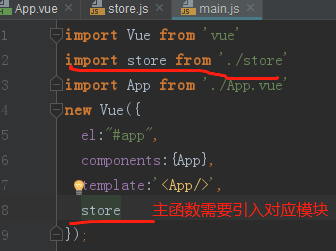 App.vue store.js main.js
1 import Vue from 'vue'
2 import store from './store'
3 import App from './App.vue'
4 new Vue({
5 el:"#app",
6 components:{App},
7 template:'<App/>',
8 store 主函数需要引入对应模块
9 });